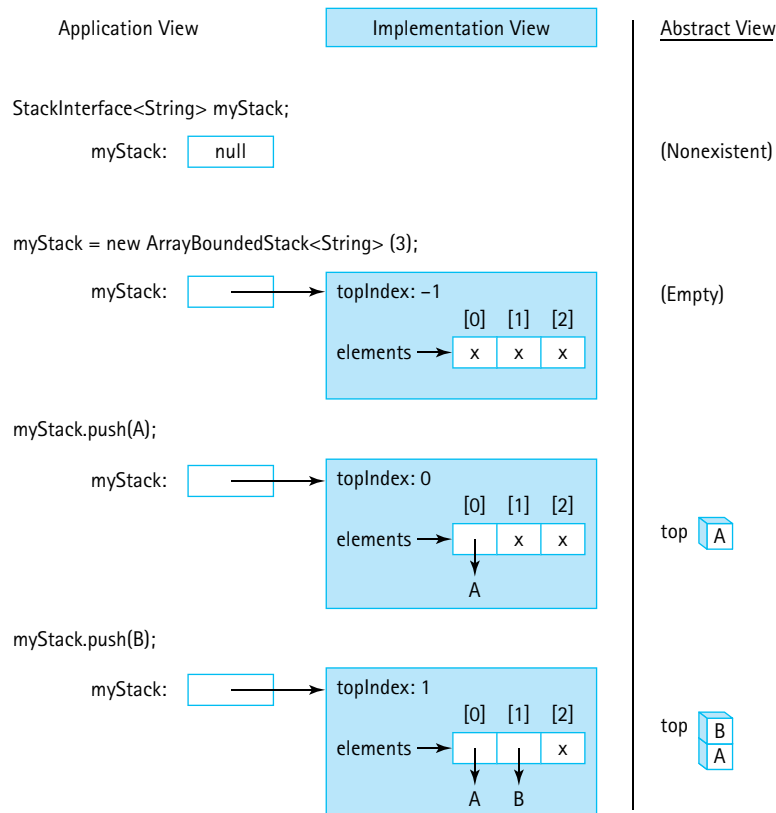 Application View Implementation View Abstract View
StackInterface<String> myStack;
myStack: null (Nonexistent)
myStack = new ArrayBoundedStack<String> (3);
myStack: topIndex: –1 (Empty)
[0] [1] [2]
elements x x x
myStack.push(A);
myStack: topIndex: 0
[0] [1] [2]
elements x x top A
A
myStack.push(B);
myStack: topIndex: 1
[0] [1] [2]
top B
elements x A
A B